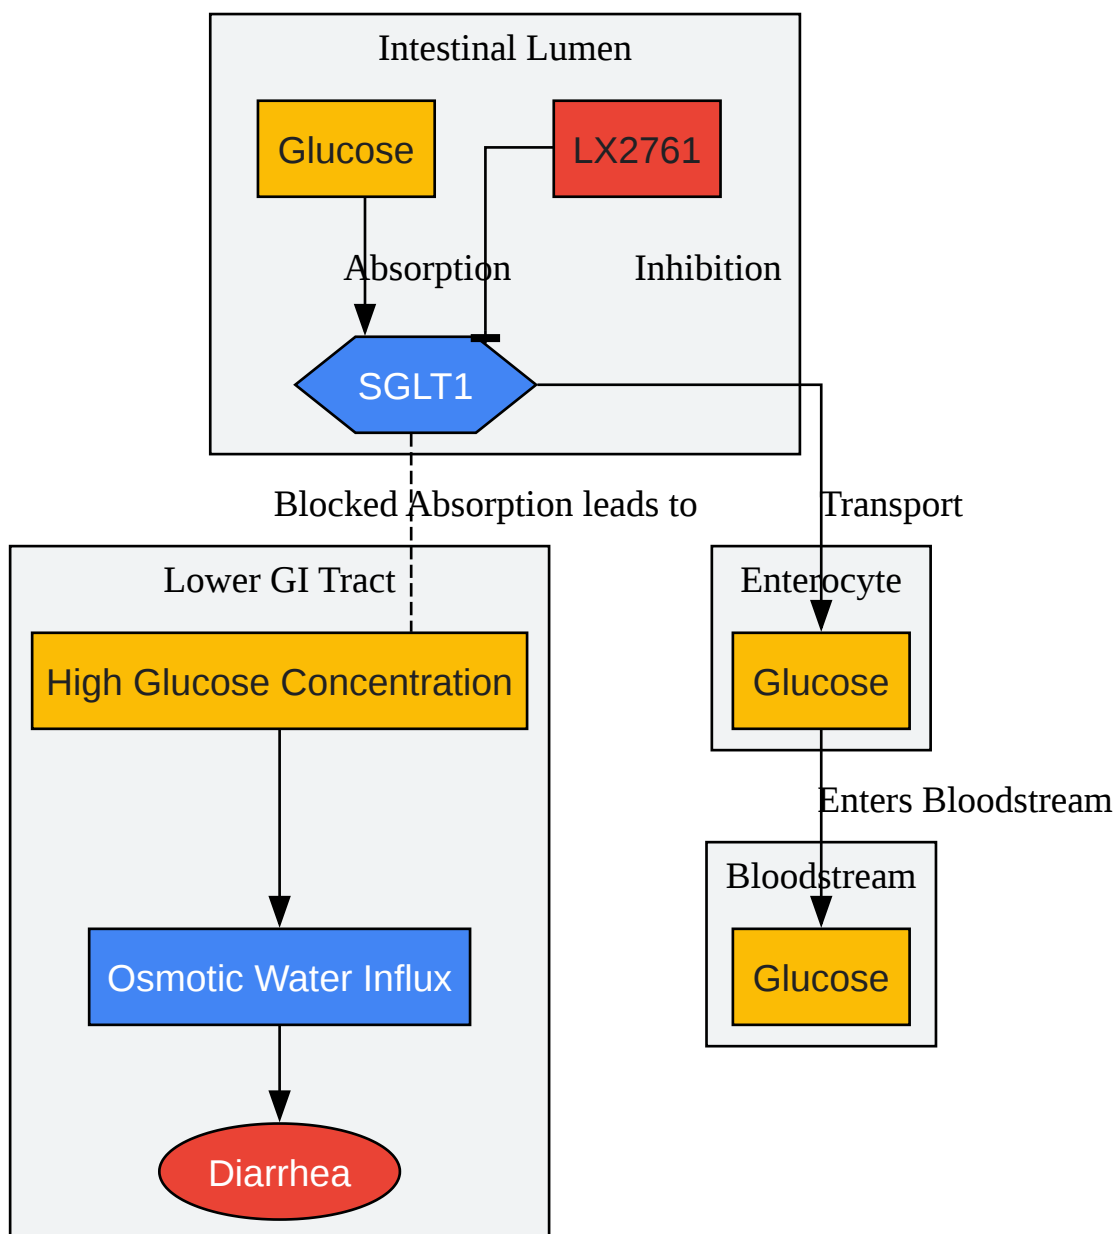 Intestinal Lumen
Glucose
LX2761
Absorption
Inhibition
SGLT1
Blocked Absorption leads to
Transport
Lower GI Tract
Enterocyte
High Glucose Concentration
Glucose
Enters Bloodstream
Bloodstream
Osmotic Water Influx
Glucose
Diarrhea